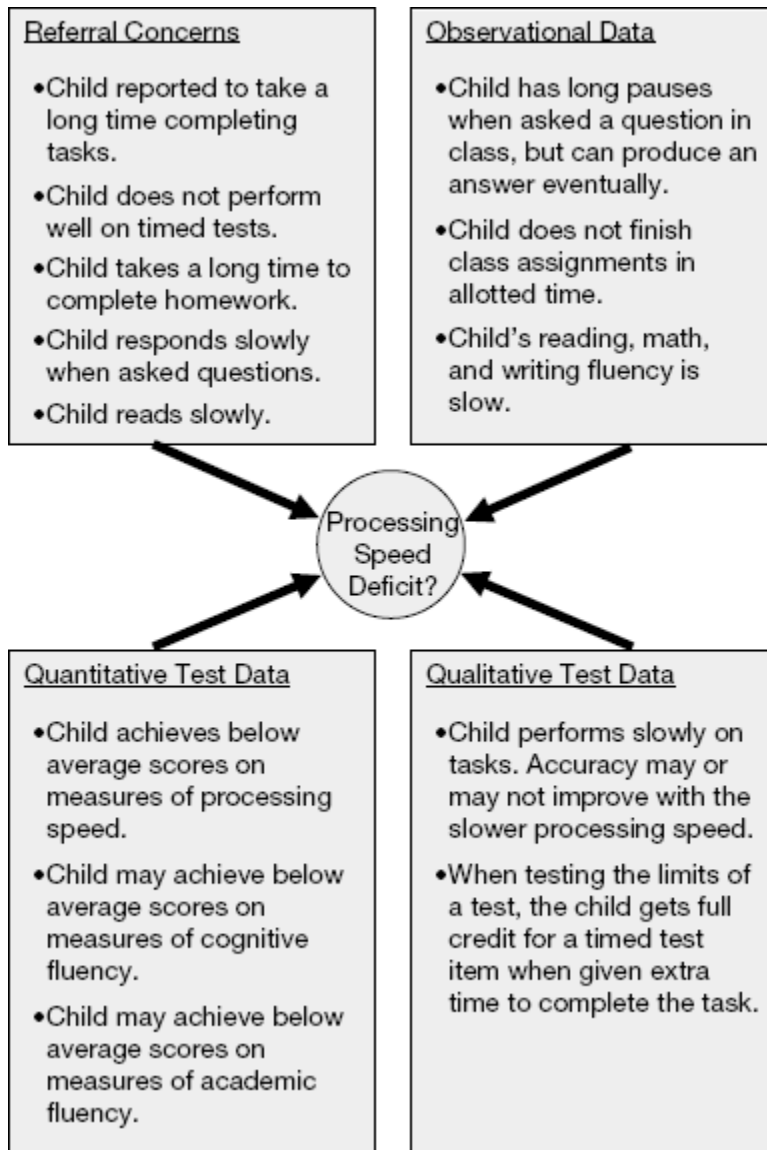 Referral Concerns
•Child reported to take a
long time completing
tasks.
•Child does not perform
well on timed tests.
•Child takes a long time to
complete homework.
•Child responds slowly
when asked questions.
•Child reads slowly.
Observational Data
•Child has long pauses
when asked a question in
class, but can produce an
answer eventually.
•Child does not finish
class assignments in
allotted time.
•Child’s reading, math,
and writing fluency is
slow.
Processing
Speed
Deficit?
Quantitative Test Data
•Child achieves below
average scores on
measures of processing
speed.
•Child may achieve below
average scores on
measures of cognitive
fluency.
•Child may achieve below
average scores on
measures of academic
fluency.
Qualitative Test Data
•Child performs slowly on
tasks. Accuracy may or
may not improve with the
slower processing speed.
•When testing the limits of
a test, the child gets full
credit for a timed test
item when given extra
time to complete the task.